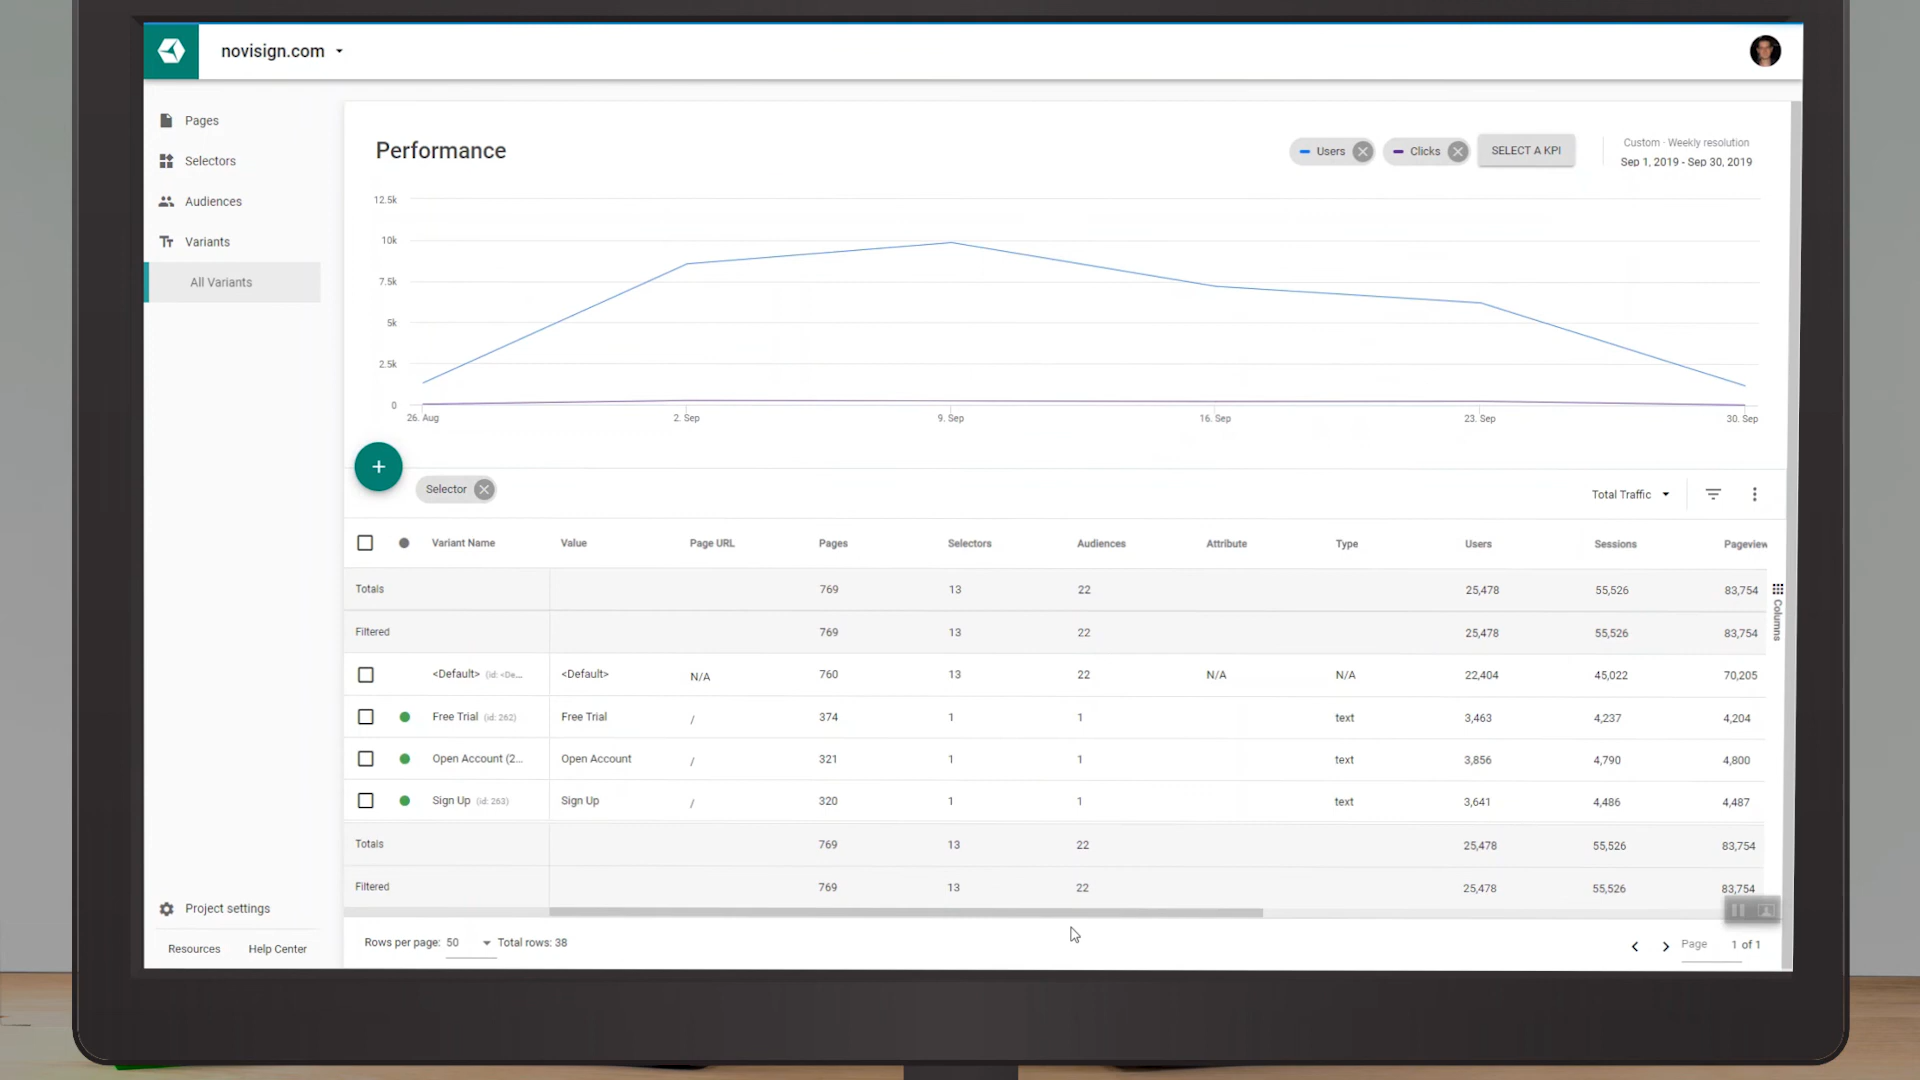 novisign.com
Pages
Selectors
Audiences
Variants
All Variants
Project settings
Resources Help Center
Performance
Users Clicks SELECT A KPI
Custom · Weekly resolution
Sep 1, 2019 - Sep 30, 2019
12.5k
10k
7.5k
5k
2.5k
0
26. Aug 2. Sep 9. Sep 16. Sep 23. Sep 30. Sep
+
Selector
Total Traffic
Variant Name Value Page URL Pages Selectors Audiences Attribute Type Users Sessions Pageview
Totals 769 13 22 25,478 55,526 83,754
Filtered 769 13 22 25,478 55,526 83,754
<Default> (id: <De... <Default> N/A 760 13 22 N/A N/A 22,404 45,022 70,205
Free Trial (id: 262) Free Trial / 374 1 1 text 3,463 4,237 4,204
Open Account (2... Open Account / 321 1 1 text 3,856 4,790 4,800
Sign Up (id: 263) Sign Up / 320 1 1 text 3,641 4,486 4,487
Totals 769 13 22 25,478 55,526 83,754
Filtered 769 13 22 25,478 55,526 83,754
Columns
Rows per page: 50 Total rows: 38
Page 1 of 1